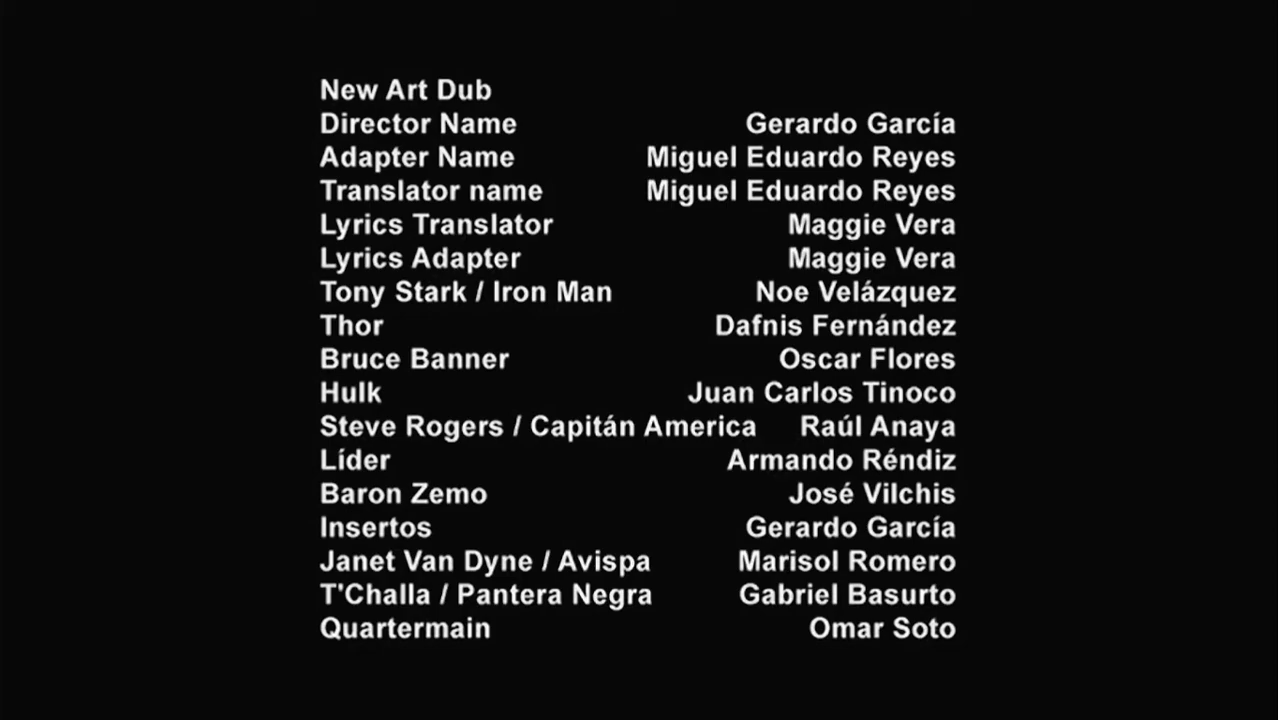 New Art Dub
Director Name Gerardo García
Adapter Name Miguel Eduardo Reyes
Translator name Miguel Eduardo Reyes
Lyrics Translator Maggie Vera
Lyrics Adapter Maggie Vera
Tony Stark / Iron Man Noe Velázquez
Thor Dafnis Fernández
Bruce Banner Oscar Flores
Hulk Juan Carlos Tinoco
Steve Rogers / Capitán America Raúl Anaya
Líder Armando Réndiz
Baron Zemo José Vilchis
Insertos Gerardo García
Janet Van Dyne / Avispa Marisol Romero
T'Challa / Pantera Negra Gabriel Basurto
Quartermain Omar Soto